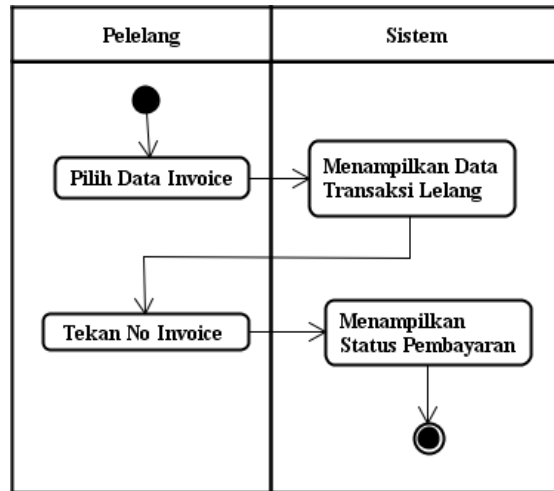 Pelelang
Sistem
Pilih Data Invoice
Menampilkan Data
Transaksi Lelang
Tekan No Invoice
Menampilkan
Status Pembayaran